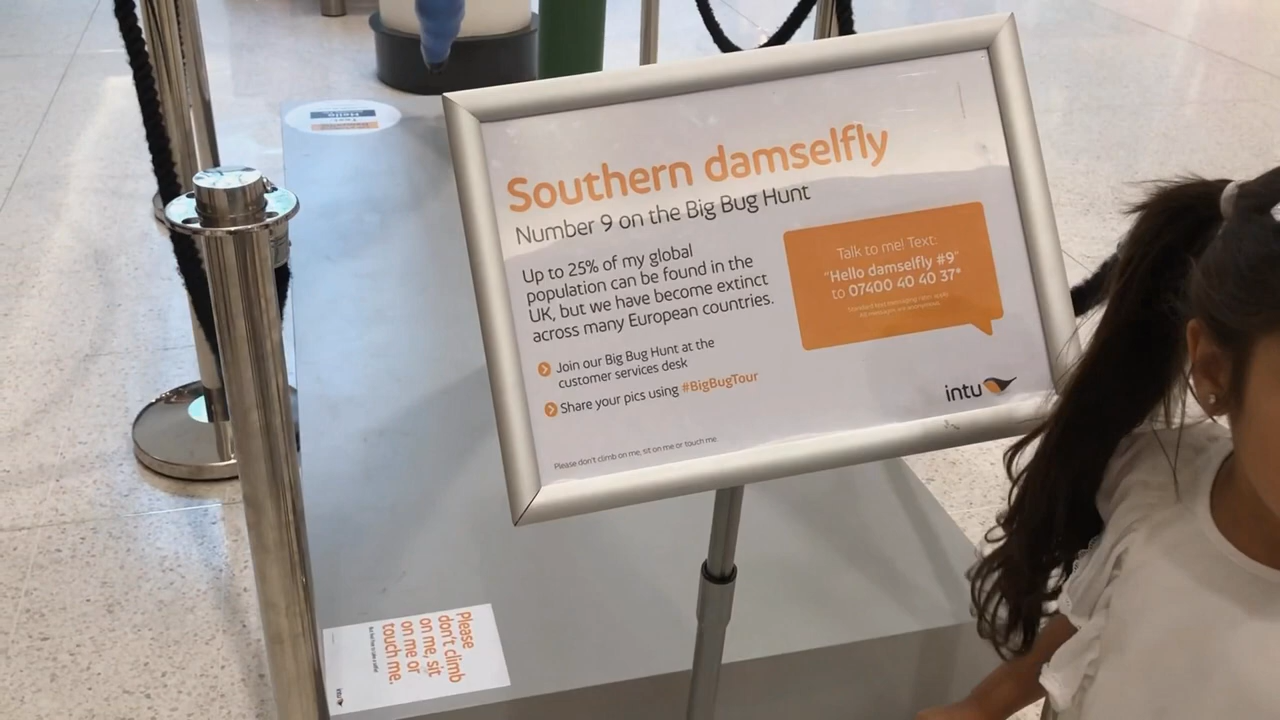 Southern damselfly
Number 9 on the Big Bug Hunt
Up to 25% of my global
population can be found in the
UK, but we have become extinct
across many European countries.
Join our Big Bug Hunt at the
customer services desk
Share your pics using #BigBugTour
Please don't climb on me, sit on me or touch me.
Talk to me! Text:
"Hello damselfly #9"
to 07400 40 40 37*
intu
Please
don't climb
on me, sit
on me or
touch me.
intu
Hello